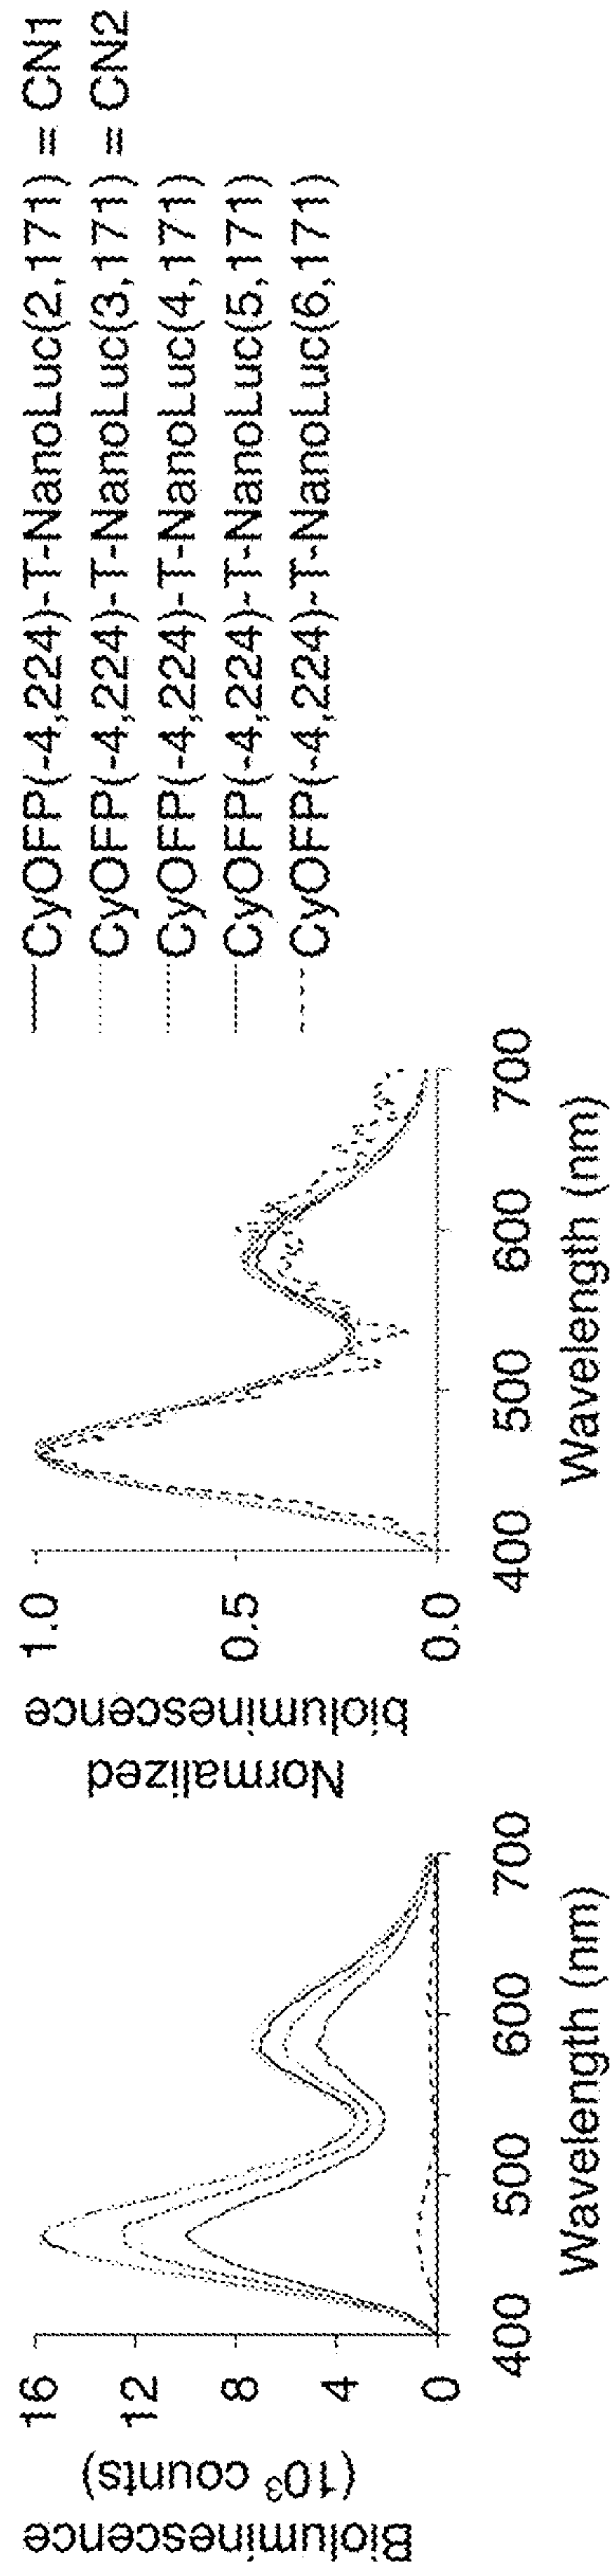 Bioluminescence
(10³ counts)
16
12
8
4
0
400
500
600
700
Wavelength (nm)
Normalized
bioluminescence
1.0
0.5
0.0
400
500
600
700
Wavelength (nm)
CyOFP(-4,224)-T-NanoLuc(2,171) = CN1
CyOFP(-4,224)-T-NanoLuc(3,171) = CN2
CyOFP(-4,224)-T-NanoLuc(4,171)
CyOFP(-4,224)-T-NanoLuc(5,171)
CyOFP(-4,224)-T-NanoLuc(6,171)